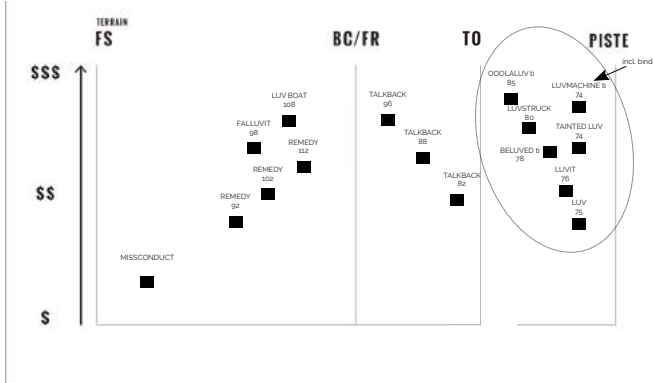 TERRAIN
FS BC/FR TO PISTE
incl. bind
$$$
OOOLALUV ti
85
LUVMACHINE ti
74
LUV BOAT
108
TALKBACK
96
LUVSTRUCK
80
FALLUVIT
98
TAINTED LUV
74
TALKBACK
88
REMEDY
112
BELUVED ti
78
REMEDY
102
LUVIT
76
TALKBACK
82
$$
REMEDY
92
LUV
75
MISSCONDUCT
$